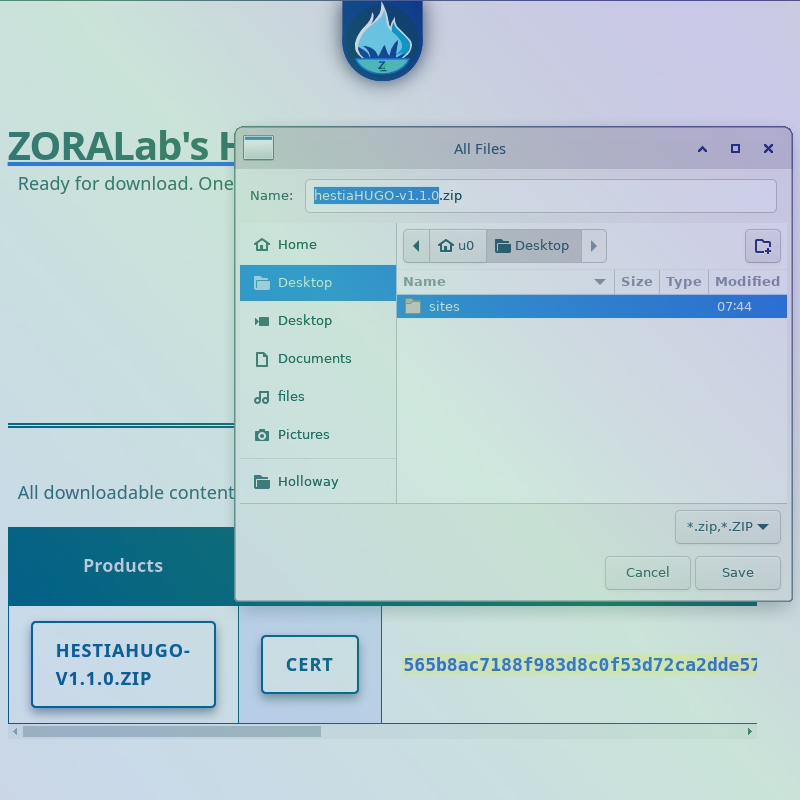 Z
ZORALab's H
Ready for download. One
All Files
Name:
hestiaHUGO-v1.1.0.zip
Home
Desktop
Desktop
Documents
files
Pictures
Holloway
u0
Desktop
Name
Size
Type
Modified
sites
07:44
*.zip,*.ZIP
Cancel
Save
All downloadable content
Products
HESTIAHUGO-
V1.1.0.ZIP
CERT
565b8ac7188f983d8c0f53d72ca2dde57